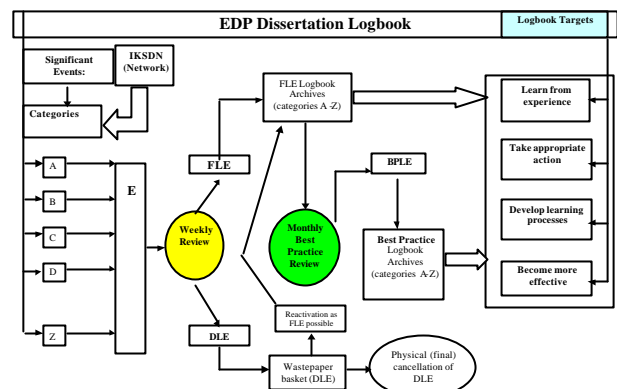 EDP Dissertation Logbook
Logbook Targets
Significant
Events:
IKSDN
(Network)
Categories
A
B
C
D
Z
E
Weekly
Review
FLE
DLE
FLE Logbook
Archives
(categories A-Z)
Monthly
Best
Practice
Review
BPLE
Best Practice
Logbook
Archives
(categories A-Z)
Reactivation as
FLE possible
Wastepaper
basket (DLE)
Physical (final)
cancellation of
DLE
Learn from
experience
Take appropriate
action
Develop learning
processes
Become more
effective